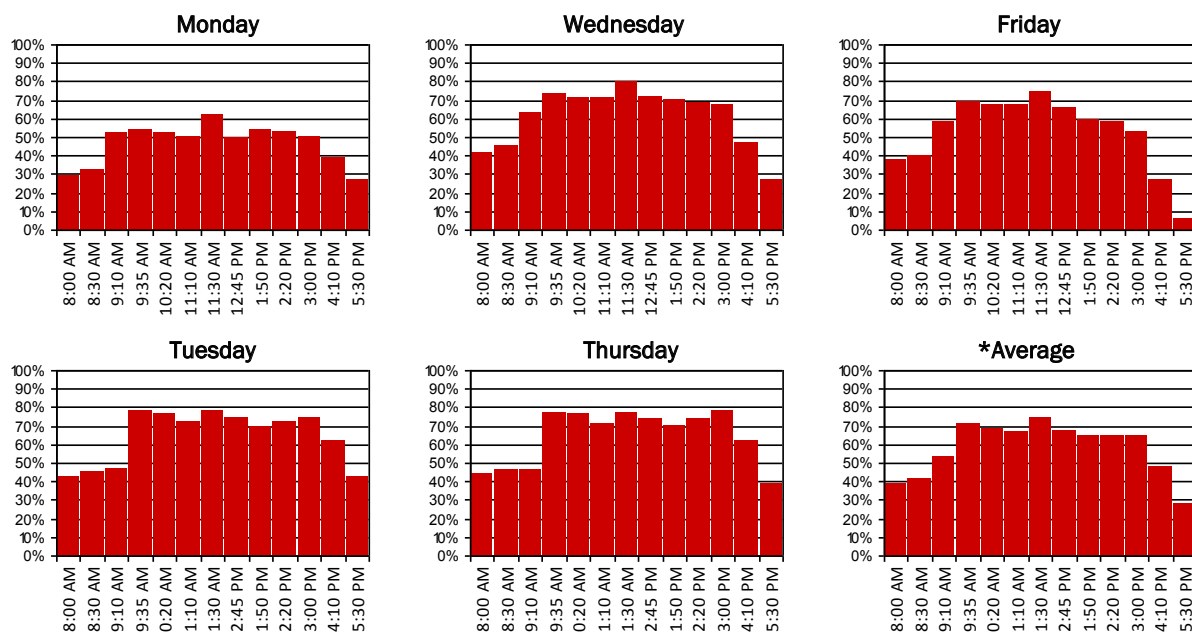 Monday
100%
90%
80%
70%
60%
50%
40%
30%
20%
10%
0%
8:00 AM
8:30 AM
9:10 AM
9:35 AM
10:20 AM
11:10 AM
11:30 AM
12:45 PM
1:50 PM
2:20 PM
3:00 PM
4:10 PM
5:30 PM
Wednesday
100%
90%
80%
70%
60%
50%
40%
30%
20%
10%
0%
8:00 AM
8:30 AM
9:10 AM
9:35 AM
10:20 AM
11:10 AM
11:30 AM
12:45 PM
1:50 PM
2:20 PM
3:00 PM
4:10 PM
5:30 PM
Friday
100%
90%
80%
70%
60%
50%
40%
30%
20%
10%
0%
8:00 AM
8:30 AM
9:10 AM
9:35 AM
10:20 AM
11:10 AM
11:30 AM
12:45 PM
1:50 PM
2:20 PM
3:00 PM
4:10 PM
5:30 PM
Tuesday
100%
90%
80%
70%
60%
50%
40%
30%
20%
10%
0%
8:00 AM
8:30 AM
9:10 AM
9:35 AM
0:20 AM
1:10 AM
1:30 AM
2:45 PM
1:50 PM
2:20 PM
3:00 PM
4:10 PM
5:30 PM
Thursday
100%
90%
80%
70%
60%
50%
40%
30%
20%
10%
0%
8:00 AM
8:30 AM
9:10 AM
9:35 AM
0:20 AM
1:10 AM
1:30 AM
2:45 PM
1:50 PM
2:20 PM
3:00 PM
4:10 PM
5:30 PM
*Average
100%
90%
80%
70%
60%
50%
40%
30%
20%
10%
0%
8:00 AM
8:30 AM
9:10 AM
9:35 AM
0:20 AM
1:10 AM
1:30 AM
2:45 PM
1:50 PM
2:20 PM
3:00 PM
4:10 PM
5:30 PM